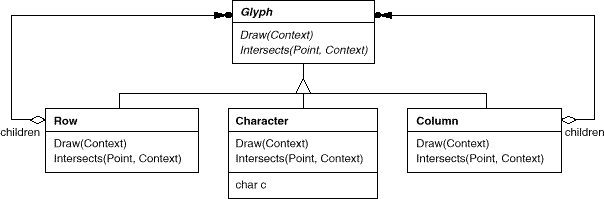 Glyph
Draw(Context)
Intersects(Point, Context)
children
Row
Draw(Context)
Intersects(Point, Context)
Character
Draw(Context)
Intersects(Point, Context)
char c
Column
Draw(Context)
Intersects(Point, Context)
children